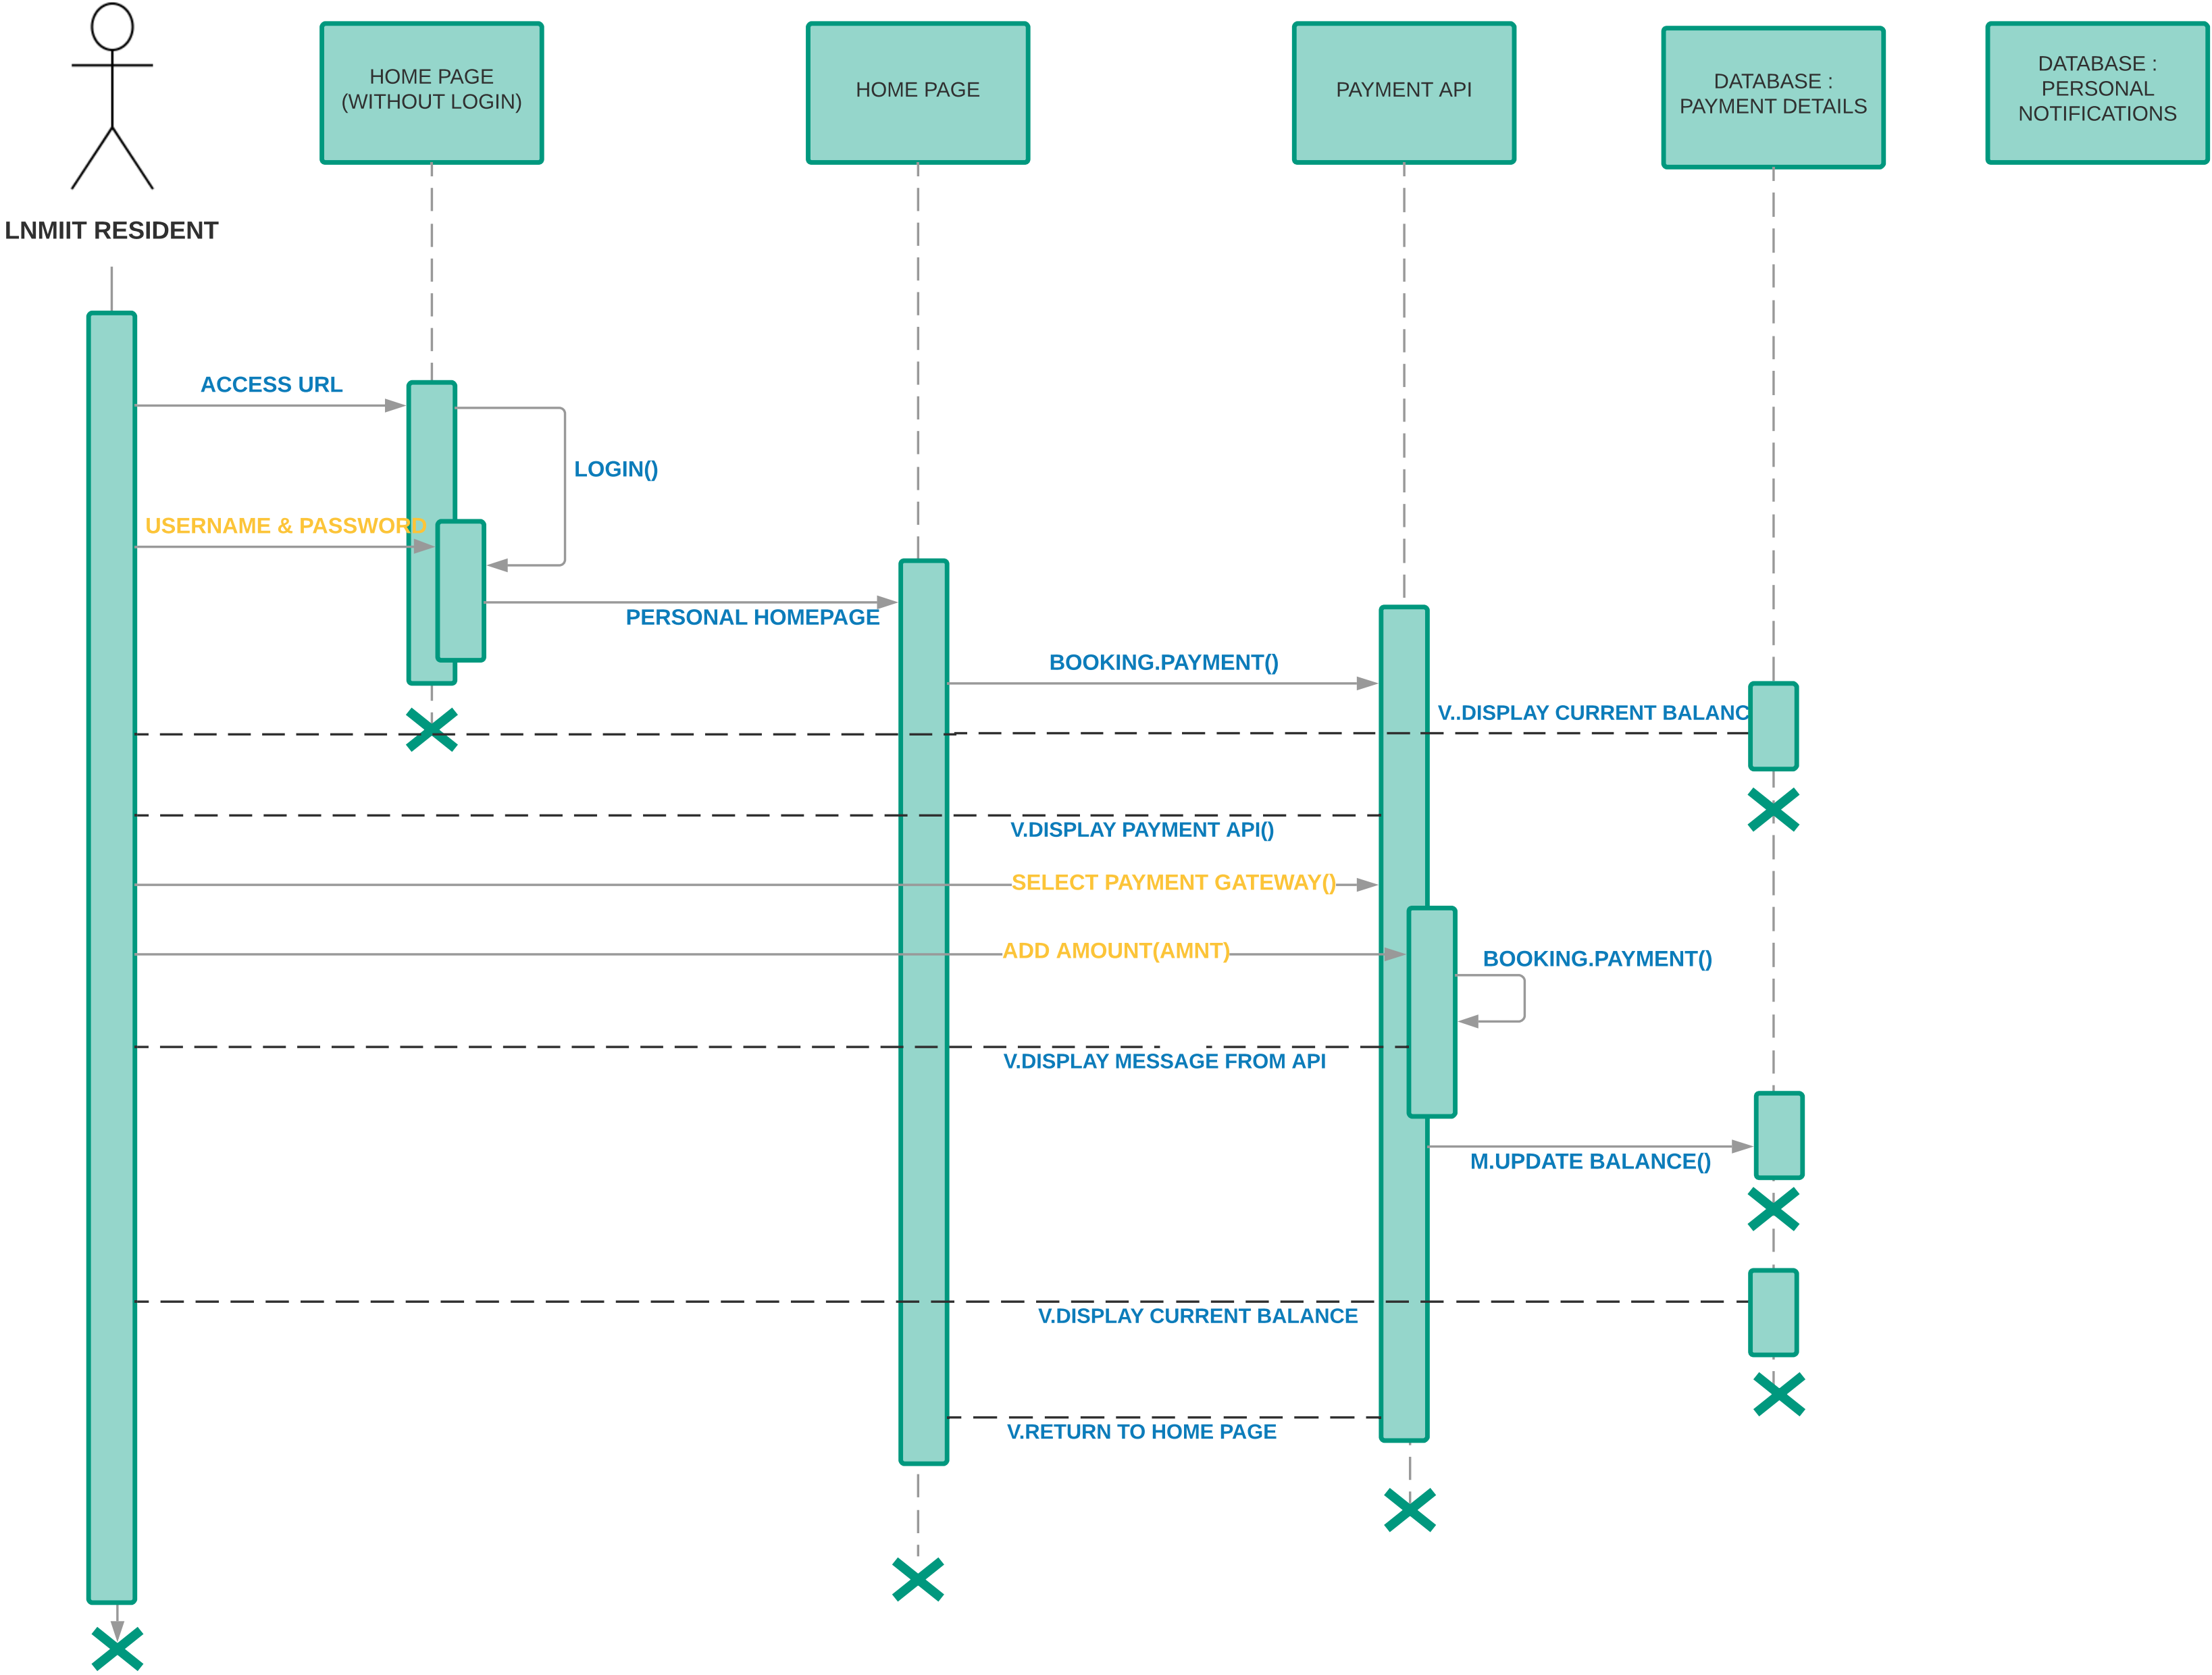 HOME PAGE
(WITHOUT LOGIN)
HOME PAGE
PAYMENT API
DATABASE :
PAYMENT DETAILS
DATABASE :
PERSONAL
NOTIFICATIONS
LNMIIT RESIDENT
ACCESS URL
LOGIN()
USERNAME & PASSWORD
PERSONAL HOMEPAGE
BOOKING.PAYMENT()
V..DISPLAY CURRENT BALANC
V.DISPLAY PAYMENT API()
SELECT PAYMENT GATEWAY()
ADD AMOUNT(AMNT)
BOOKING.PAYMENT()
V.DISPLAY MESSAGE FROM API
M.UPDATE BALANCE()
V.DISPLAY CURRENT BALANCE
V.RETURN TO HOME PAGE